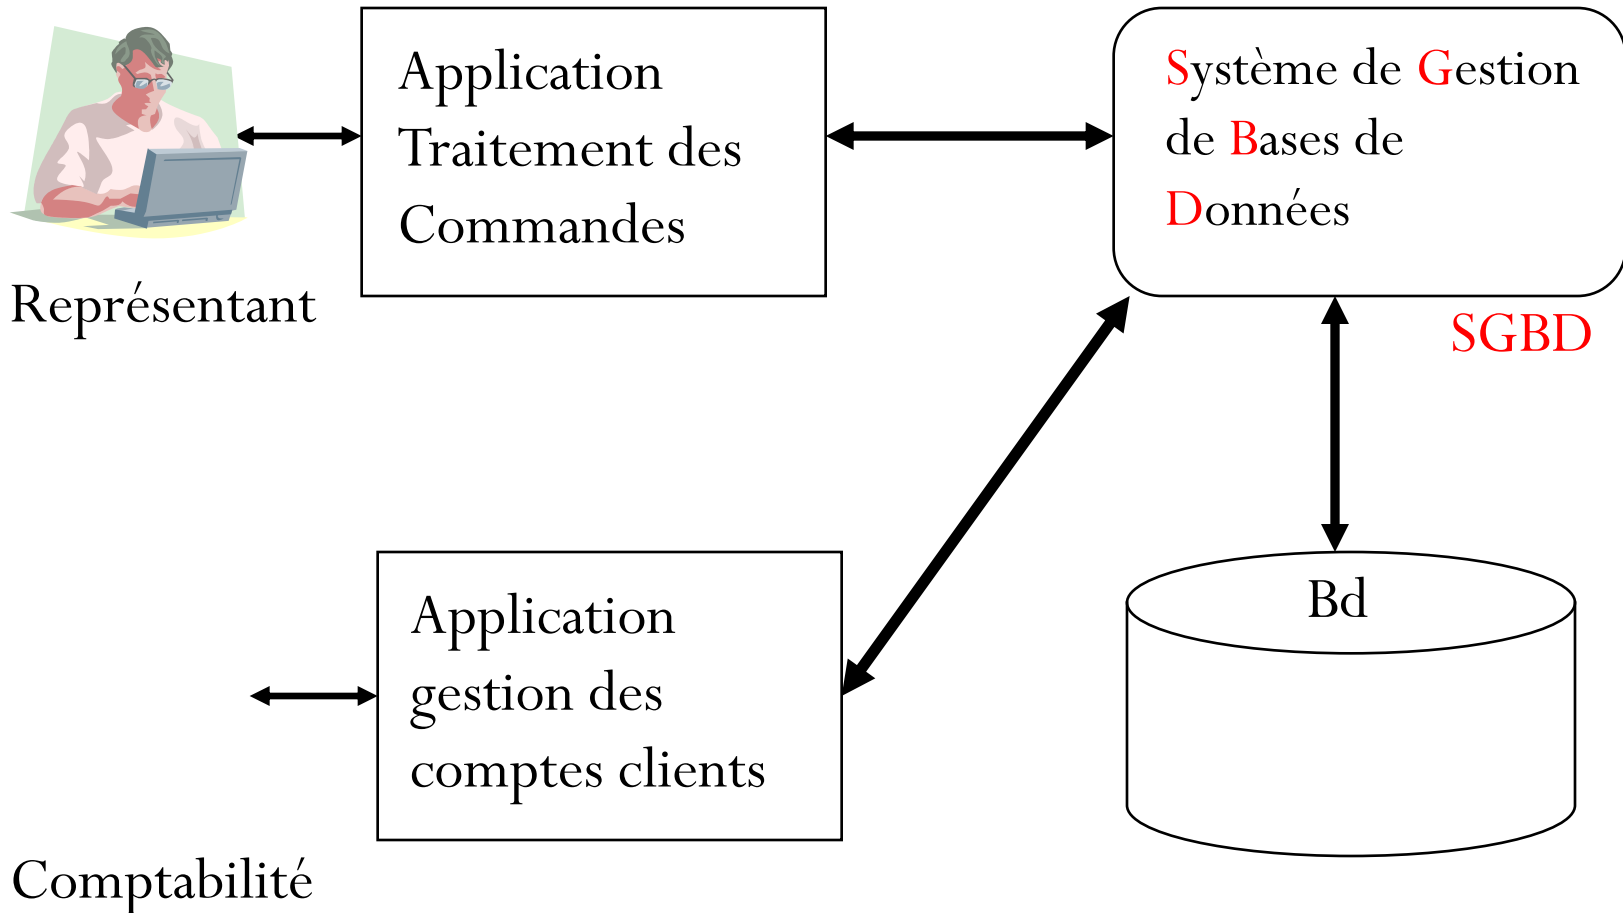 Application
Traitement des
Commandes
Système de Gestion
de Bases de
Données
Représentant
SGBD
Bd
Application
gestion des
comptes clients
Comptabilité